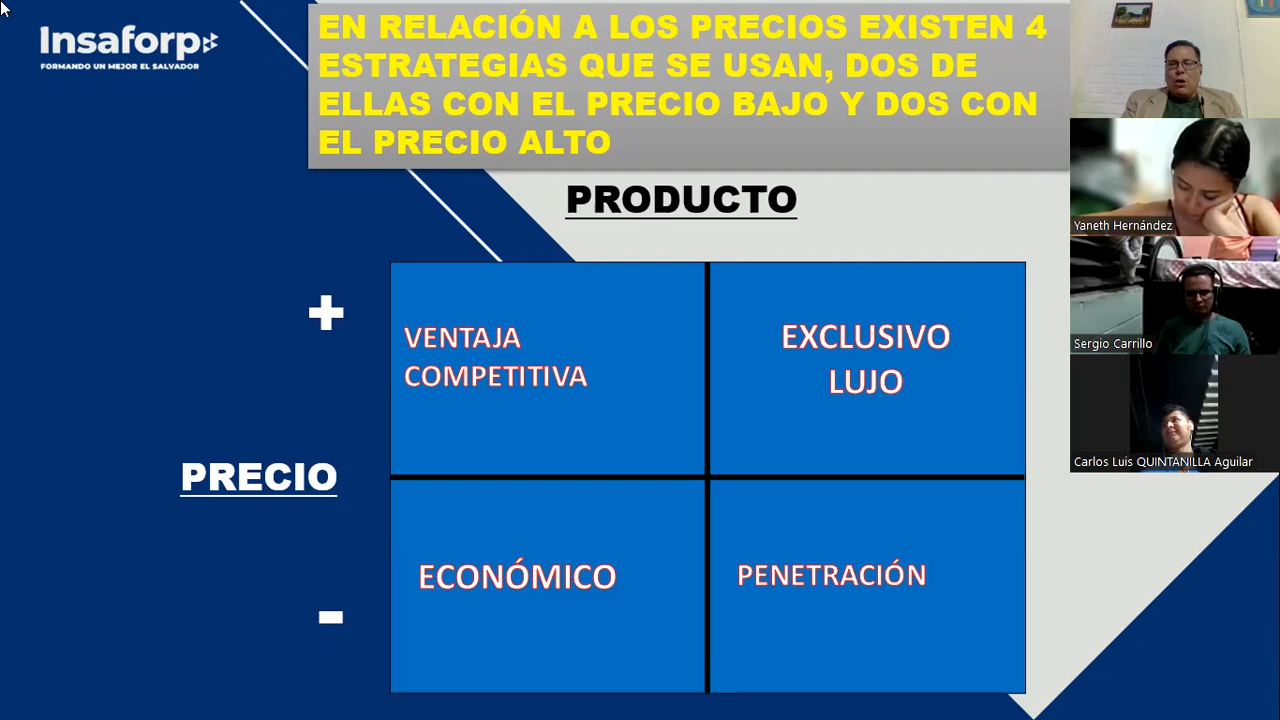 Insaforp
FORMANDO UN MEJOR EL SALVADOR
EN RELACIÓN A LOS PRECIOS EXISTEN 4
ESTRATEGIAS QUE SE USAN, DOS DE
ELLAS CON EL PRECIO BAJO Y DOS CON
EL PRECIO ALTO
PRODUCTO
+
VENTAJA
COMPETITIVA
EXCLUSIVO
LUJO
PRECIO
ECONÓMICO
PENETRACIÓN
-
Yaneth Hernández
Sergio Carrillo
Carlos Luis QUINTANILLA Aguilar